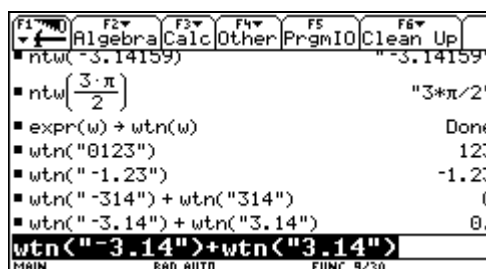 F1 F2 F3 F4 F5 F6
Algebra Calc Other PrgmIO Clean Up
▪ ntw(-3.14159) "-3.14159"
▪ ntw(3·π/2) "3*π/2"
▪ expr(w) → wtn(w) Done
▪ wtn("0123") 123
▪ wtn("-1.23") -1.23
▪ wtn("-314") + wtn("314") 0
▪ wtn("-3.14") + wtn("3.14") 0.
wtn("-3.14")+wtn("3.14")
MAIN RAD AUTO FUNC 9/30